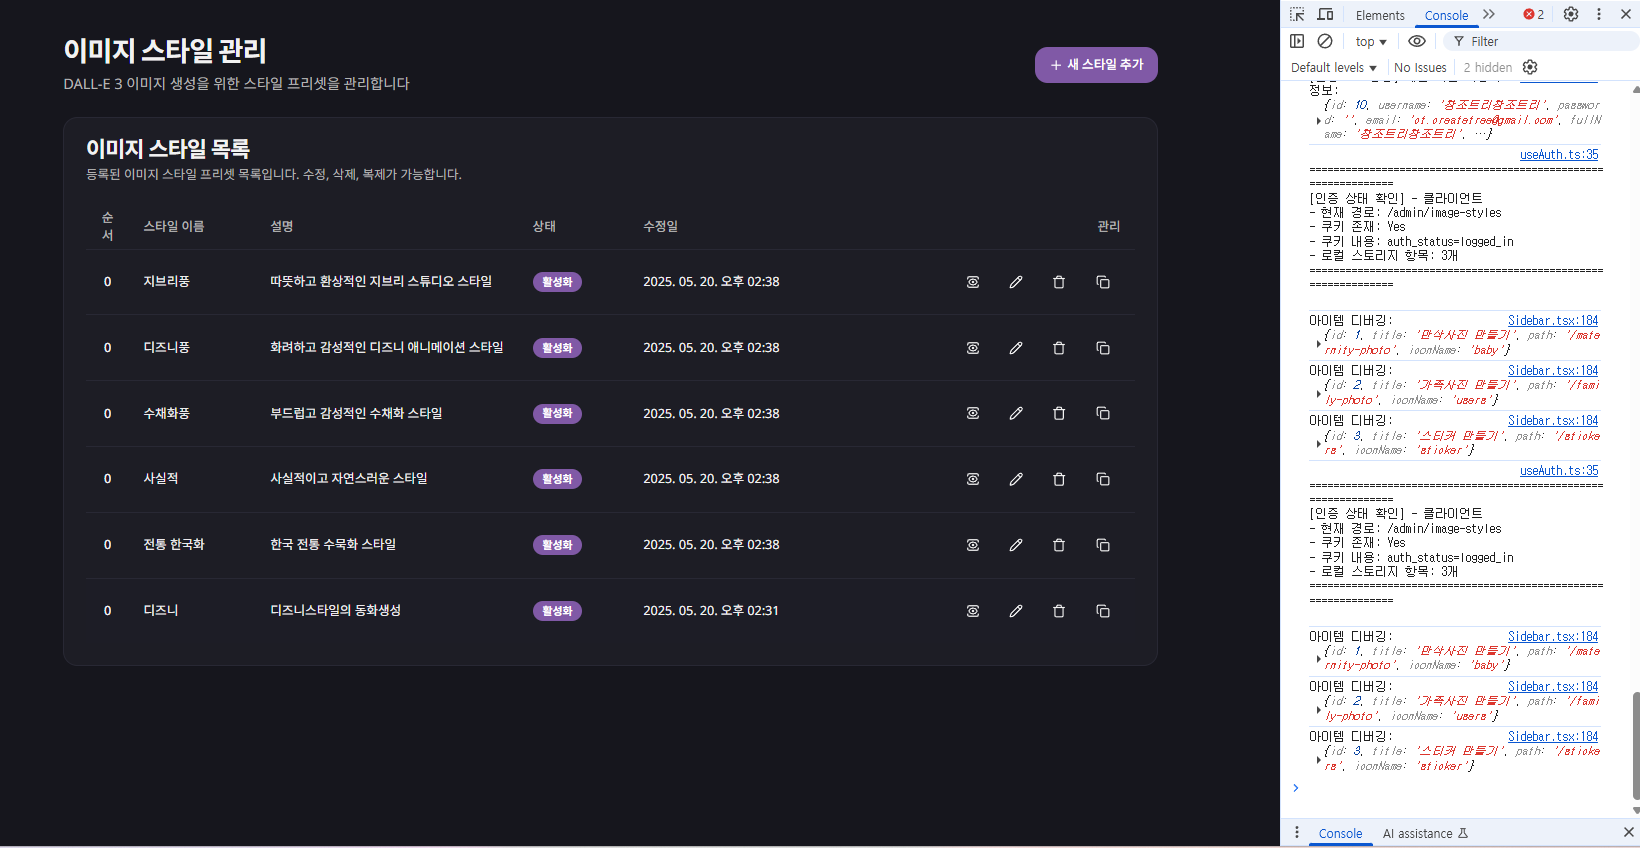 이미지 스타일 관리
DALL-E 3 이미지 생성을 위한 스타일 프리셋을 관리합니다
+ 새 스타일 추가
이미지 스타일 목록
등록된 이미지 스타일 프리셋 목록입니다. 수정, 삭제, 복제가 가능합니다.
순서 스타일 이름 설명 상태 수정일 관리
0 지브리풍 따뜻하고 환상적인 지브리 스튜디오 스타일 활성화 2025. 05. 20. 오후 02:38
0 디즈니풍 화려하고 감성적인 디즈니 애니메이션 스타일 활성화 2025. 05. 20. 오후 02:38
0 수채화풍 부드럽고 감성적인 수채화 스타일 활성화 2025. 05. 20. 오후 02:38
0 사실적 사실적이고 자연스러운 스타일 활성화 2025. 05. 20. 오후 02:38
0 전통 한국화 한국 전통 수묵화 스타일 활성화 2025. 05. 20. 오후 02:38
0 디즈니 디즈니스타일의 동화생성 활성화 2025. 05. 20. 오후 02:31
Elements Console 2
top Filter
Default levels No Issues 2 hidden
정보:
{id: 10, username: '창조트리창조트리', passwor
d: '', email: 'ct.createtree@gmail.com', fullN
ame: '창조트리창조트리', …}
useAuth.ts:35
==================================================
==============
[인증 상태 확인] - 클라이언트
- 현재 경로: /admin/image-styles
- 쿠키 존재: Yes
- 쿠키 내용: auth_status=logged_in
- 로컬 스토리지 항목: 3개
==================================================
==============
아이템 디버깅: Sidebar.tsx:184
{id: 1, title: '만삭사진 만들기', path: '/mate
rnity-photo', iconName: 'baby'}
아이템 디버깅: Sidebar.tsx:184
{id: 2, title: '가족사진 만들기', path: '/fami
ly-photo', iconName: 'users'}
아이템 디버깅: Sidebar.tsx:184
{id: 3, title: '스티커 만들기', path: '/sticke
rs', iconName: 'sticker'}
useAuth.ts:35
==================================================
==============
[인증 상태 확인] - 클라이언트
- 현재 경로: /admin/image-styles
- 쿠키 존재: Yes
- 쿠키 내용: auth_status=logged_in
- 로컬 스토리지 항목: 3개
==================================================
==============
아이템 디버깅: Sidebar.tsx:184
{id: 1, title: '만삭사진 만들기', path: '/mate
rnity-photo', iconName: 'baby'}
아이템 디버깅: Sidebar.tsx:184
{id: 2, title: '가족사진 만들기', path: '/fami
ly-photo', iconName: 'users'}
아이템 디버깅: Sidebar.tsx:184
{id: 3, title: '스티커 만들기', path: '/sticke
rs', iconName: 'sticker'}
Console AI assistance